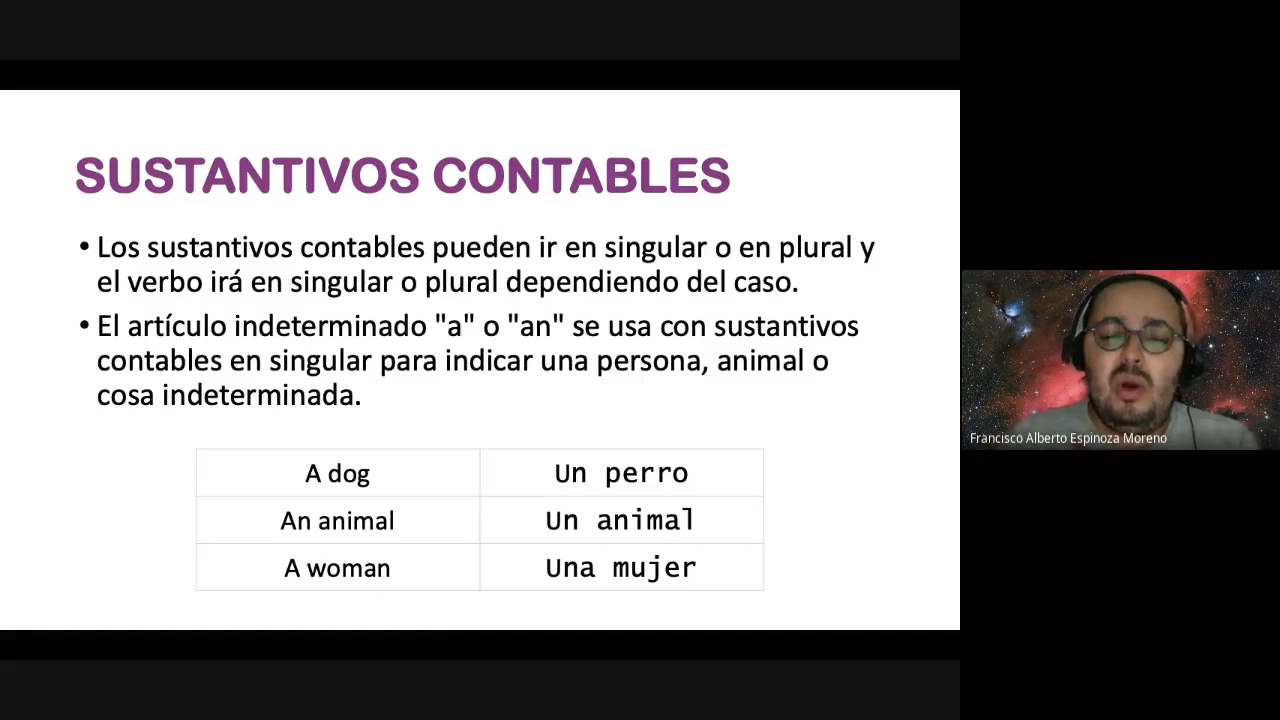 SUSTANTIVOS CONTABLES
• Los sustantivos contables pueden ir en singular o en plural y
el verbo irá en singular o plural dependiendo del caso.
• El artículo indeterminado "a" o "an" se usa con sustantivos
contables en singular para indicar una persona, animal o
cosa indeterminada.
A dog Un perro
An animal Un animal
A woman Una mujer
Francisco Alberto Espinoza Moreno